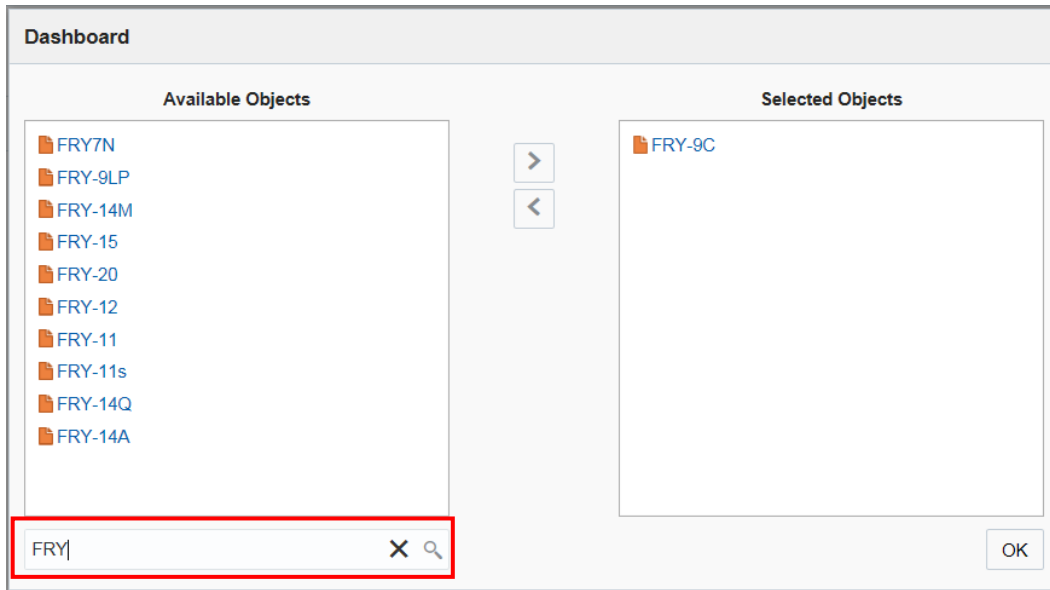 Dashboard
Available Objects
FRY7N
FRY-9LP
FRY-14M
FRY-15
FRY-20
FRY-12
FRY-11
FRY-11s
FRY-14Q
FRY-14A
FRY
Selected Objects
FRY-9C
OK